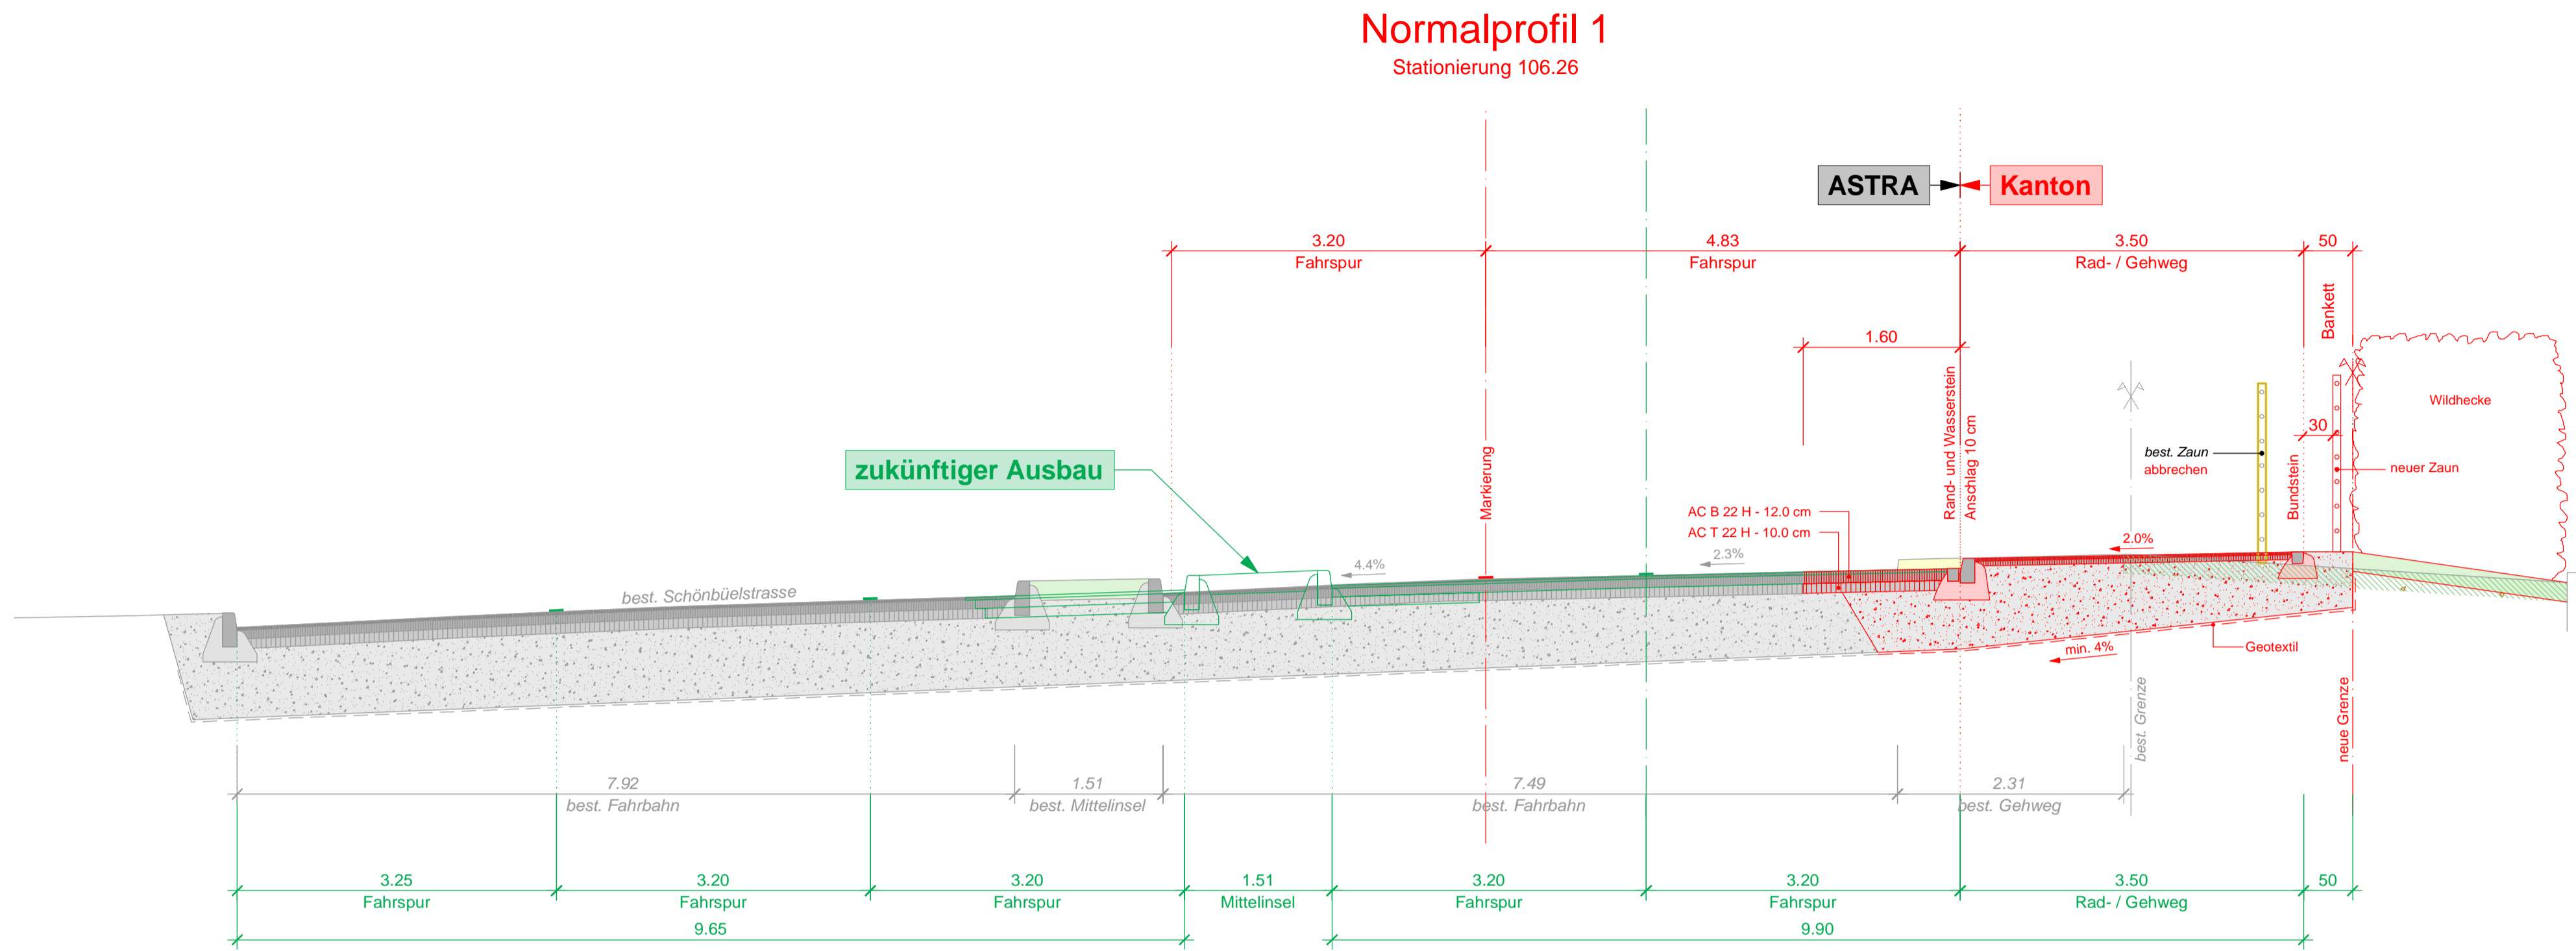 Normalprofil 1
Stationierung 106.26
ASTRA
Kanton
3.20
Fahrspur
4.83
Fahrspur
3.50
Rad- / Gehweg
50
Bankett
1.60
Rand- und Wasserstein
Anschlag 10 cm
Markierung
Wildhecke
30
best. Zaun
abbrechen
Bundstein
neuer Zaun
zukünftiger Ausbau
AC B 22 H - 12.0 cm
AC T 22 H - 10.0 cm
2.0%
2.3%
4.4%
best. Schönbüelstrasse
min. 4%
Geotextil
best. Grenze
neue Grenze
7.92
best. Fahrbahn
1.51
best. Mittelinsel
7.49
best. Fahrbahn
2.31
best. Gehweg
3.25
Fahrspur
3.20
Fahrspur
3.20
Fahrspur
1.51
Mittelinsel
3.20
Fahrspur
3.20
Fahrspur
3.50
Rad- / Gehweg
50
9.65
9.90